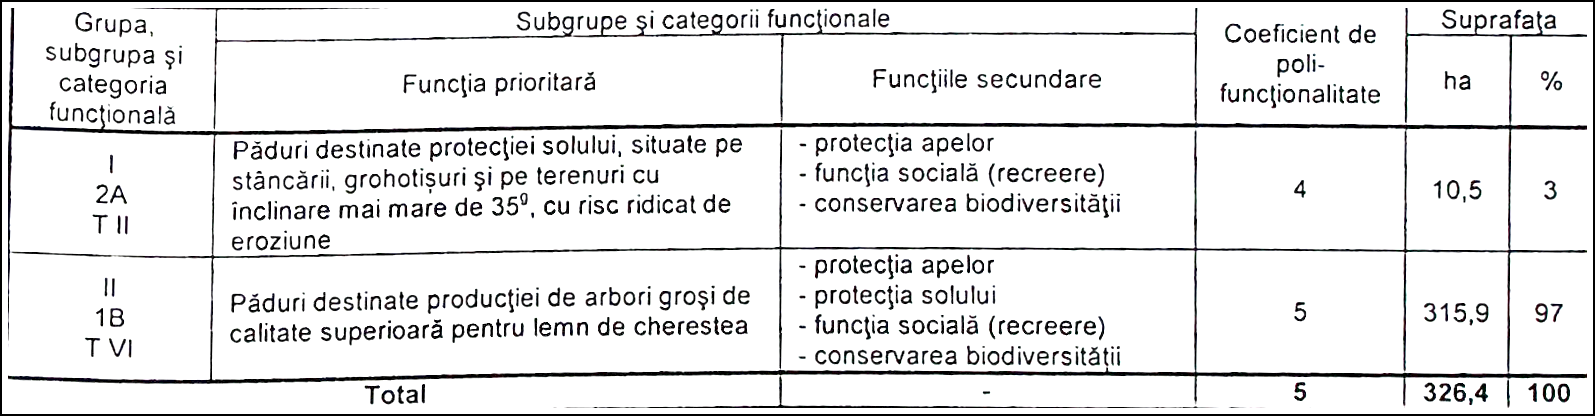 Grupa,
subgrupa şi
categoria
funcţională
Subgrupe şi categorii funcţionale
Funcţia prioritară
Funcţiile secundare
Coeficient de
poli-
funcţionalitate
Suprafaţa
ha
%
I
2A
T II
Păduri destinate protecţiei solului, situate pe
stâncării, grohotişuri şi pe terenuri cu
înclinare mai mare de 35⁰, cu risc ridicat de
eroziune
- protecţia apelor
- funcţia socială (recreere)
- conservarea biodiversităţii
4
10,5
3
II
1B
T VI
Păduri destinate producţiei de arbori groşi de
calitate superioară pentru lemn de cherestea
- protecţia apelor
- protecţia solului
- funcţia socială (recreere)
- conservarea biodiversităţii
5
315,9
97
Total
-
5
326,4
100